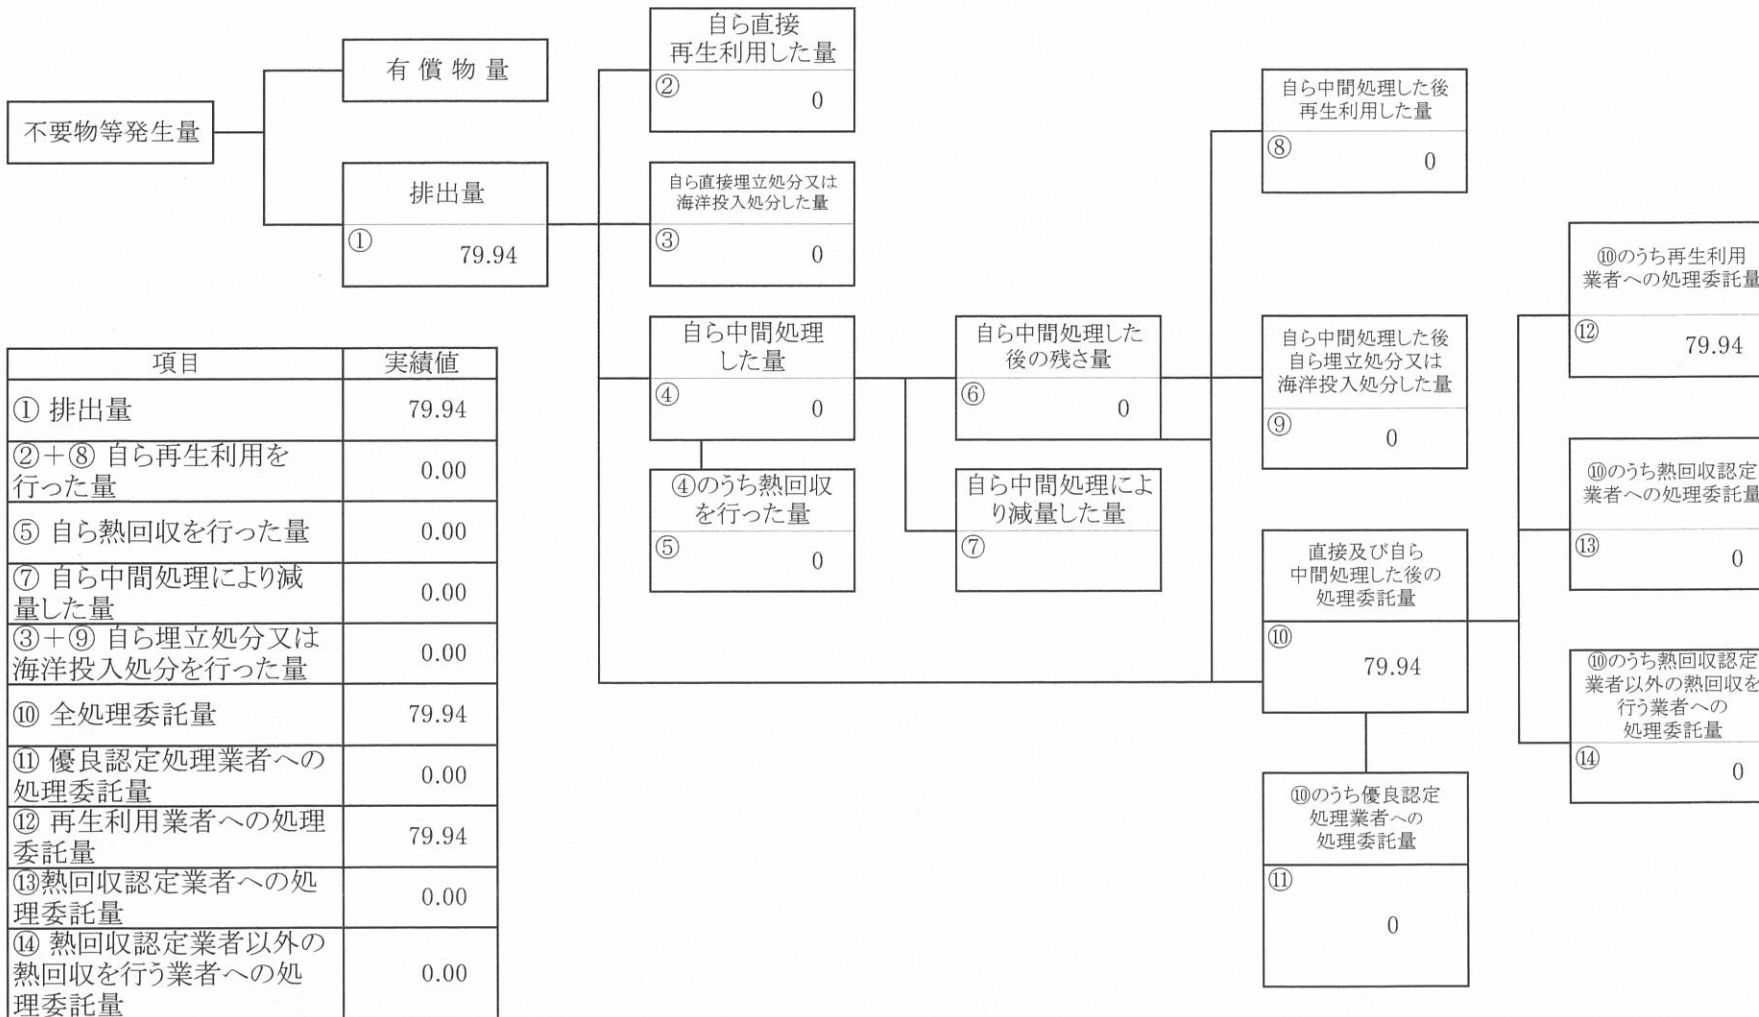 不要物等発生量
有償物量
排出量
①
79.94
自ら直接
再生利用した量
②
0
自ら直接埋立処分又は
海洋投入処分した量
③
0
自ら中間処理
した量
④
0
④のうち熱回収
を行った量
⑤
0
自ら中間処理した
後の残さ量
⑥
0
自ら中間処理によ
り減量した量
⑦
自ら中間処理した後
再生利用した量
⑧
0
自ら中間処理した後
自ら埋立処分又は
海洋投入処分した量
⑨
0
直接及び自ら
中間処理した後の
処理委託量
⑩
79.94
⑩のうち優良認定
処理業者への
処理委託量
⑪
0
⑩のうち再生利用
業者への処理委託量
⑫
79.94
⑩のうち熱回収認定
業者への処理委託量
⑬
0
⑩のうち熱回収認定
業者以外の熱回収を
行う業者への
処理委託量
⑭
0
項目 実績値
① 排出量 79.94
②＋⑧ 自ら再生利用を
行った量 0.00
⑤ 自ら熱回収を行った量 0.00
⑦ 自ら中間処理により減
量した量 0.00
③＋⑨ 自ら埋立処分又は
海洋投入処分を行った量 0.00
⑩ 全処理委託量 79.94
⑪ 優良認定処理業者への
処理委託量 0.00
⑫ 再生利用業者への処理
委託量 79.94
⑬熱回収認定業者への処
理委託量 0.00
⑭ 熱回収認定業者以外の
熱回収を行う業者への処
理委託量 0.00